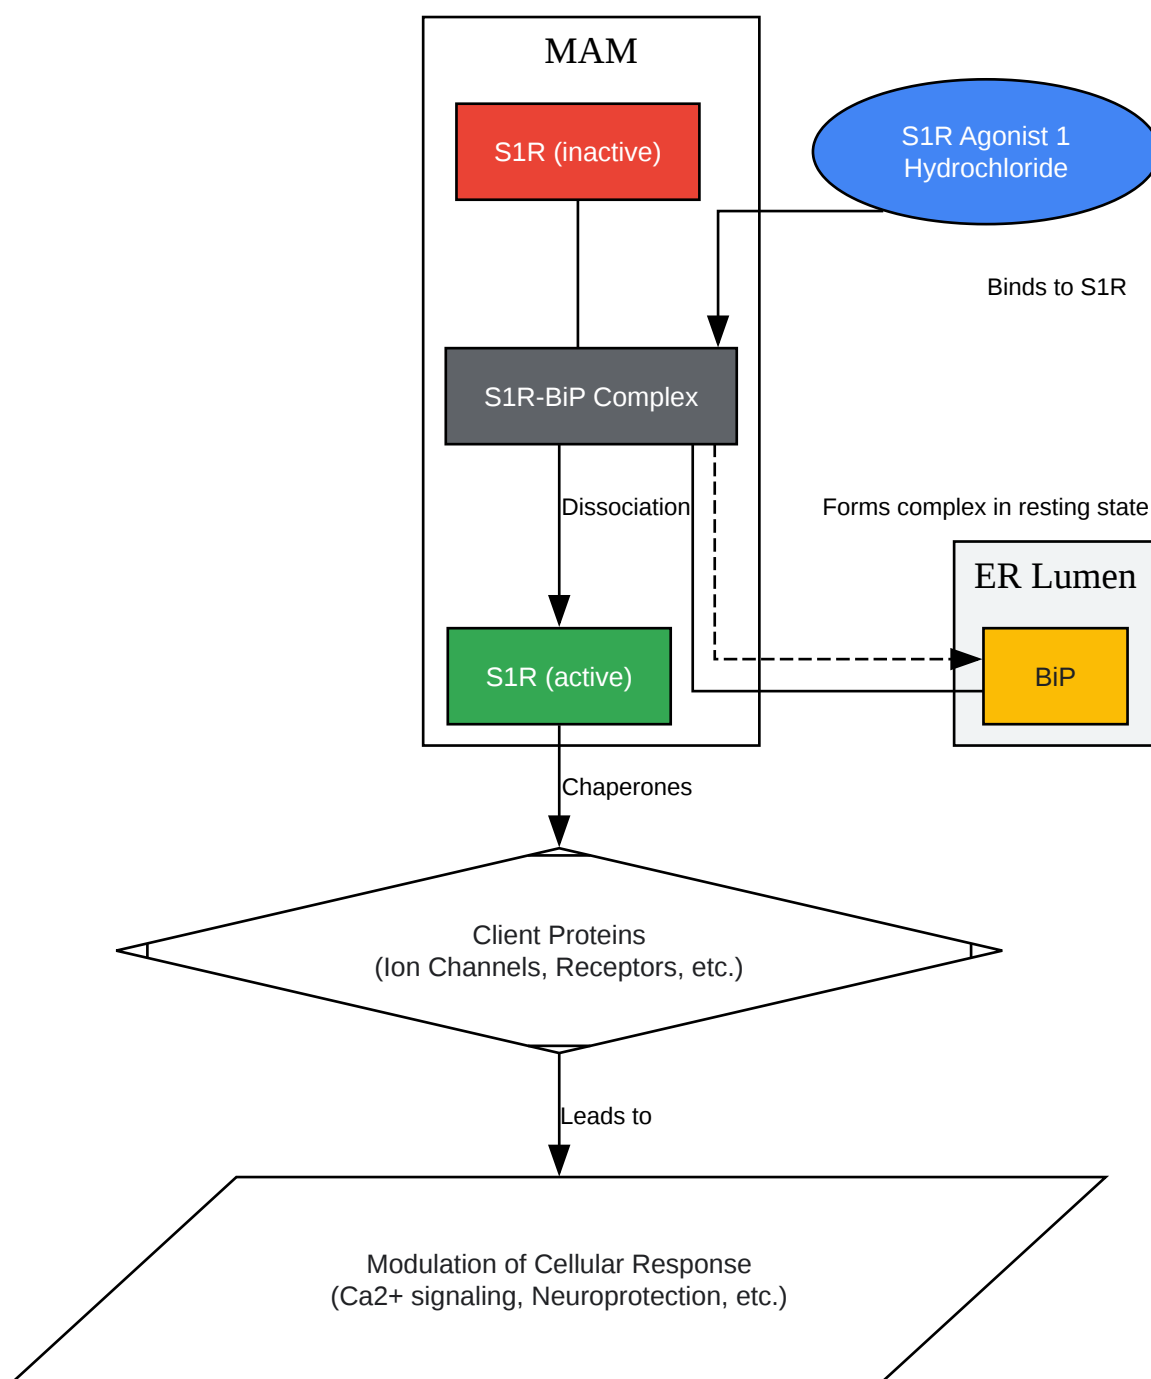 MAM
S1R (inactive)
S1R Agonist 1
Hydrochloride
Binds to S1R
S1R-BiP Complex
Dissociation
Forms complex in resting state
ER Lumen
S1R (active)
BiP
Chaperones
Client Proteins
(Ion Channels, Receptors, etc.)
Leads to
Modulation of Cellular Response
(Ca2+ signaling, Neuroprotection, etc.)